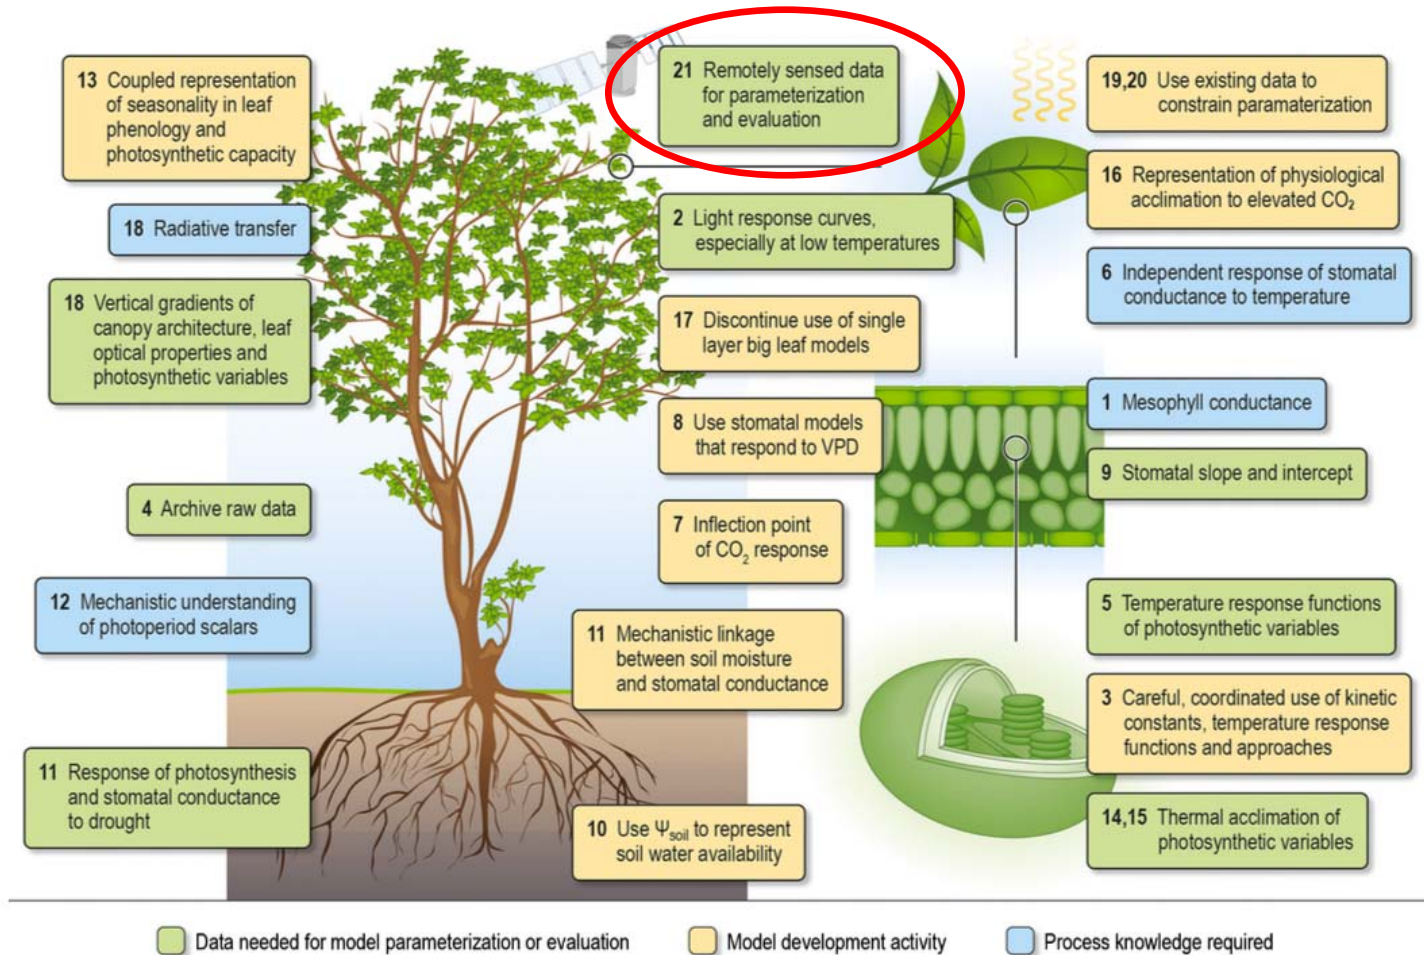 13 Coupled representation
of seasonality in leaf
phenology and
photosynthetic capacity
18 Radiative transfer
18 Vertical gradients of
canopy architecture, leaf
optical properties and
photosynthetic variables
4 Archive raw data
12 Mechanistic understanding
of photoperiod scalars
11 Response of photosynthesis
and stomatal conductance
to drought
21 Remotely sensed data
for parameterization
and evaluation
2 Light response curves,
especially at low temperatures
17 Discontinue use of single
layer big leaf models
8 Use stomatal models
that respond to VPD
7 Inflection point
of CO₂ response
11 Mechanistic linkage
between soil moisture
and stomatal conductance
10 Use Ψsoil to represent
soil water availability
19,20 Use existing data to
constrain paramaterization
16 Representation of physiological
acclimation to elevated CO₂
6 Independent response of stomatal
conductance to temperature
1 Mesophyll conductance
9 Stomatal slope and intercept
5 Temperature response functions
of photosynthetic variables
3 Careful, coordinated use of kinetic
constants, temperature response
functions and approaches
14,15 Thermal acclimation of
photosynthetic variables
Data needed for model parameterization or evaluation
Model development activity
Process knowledge required